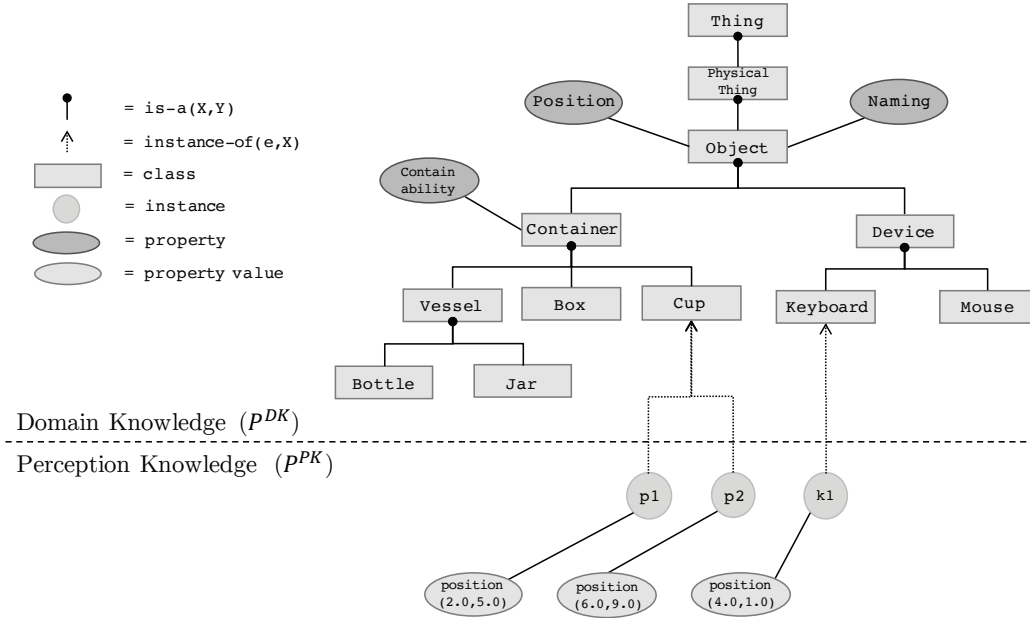 Thing
Physical
Thing
Position
Naming
Object
= is-a(X,Y)
= instance-of(e,X)
= class
= instance
= property
= property value
Contain
ability
Container
Device
Vessel
Box
Cup
Keyboard
Mouse
Bottle
Jar
Domain Knowledge (P^DK)
Perception Knowledge (P^PK)
p1
p2
k1
position
(2.0,5.0)
position
(6.0,9.0)
position
(4.0,1.0)